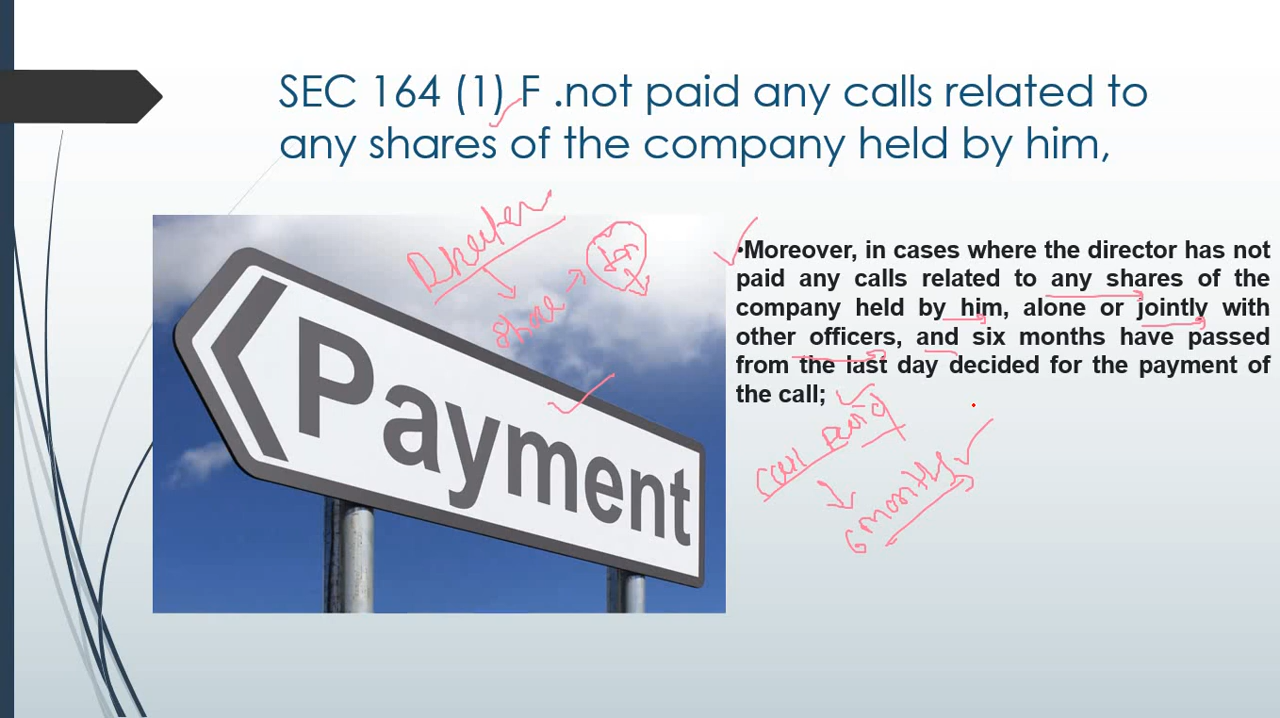 SEC 164 (1) F .not paid any calls related to
any shares of the company held by him,
Director
Share
Payment
•Moreover, in cases where the director has not
paid any calls related to any shares of the
company held by him, alone or jointly with
other officers, and six months have passed
from the last day decided for the payment of
the call;
Call
6 months